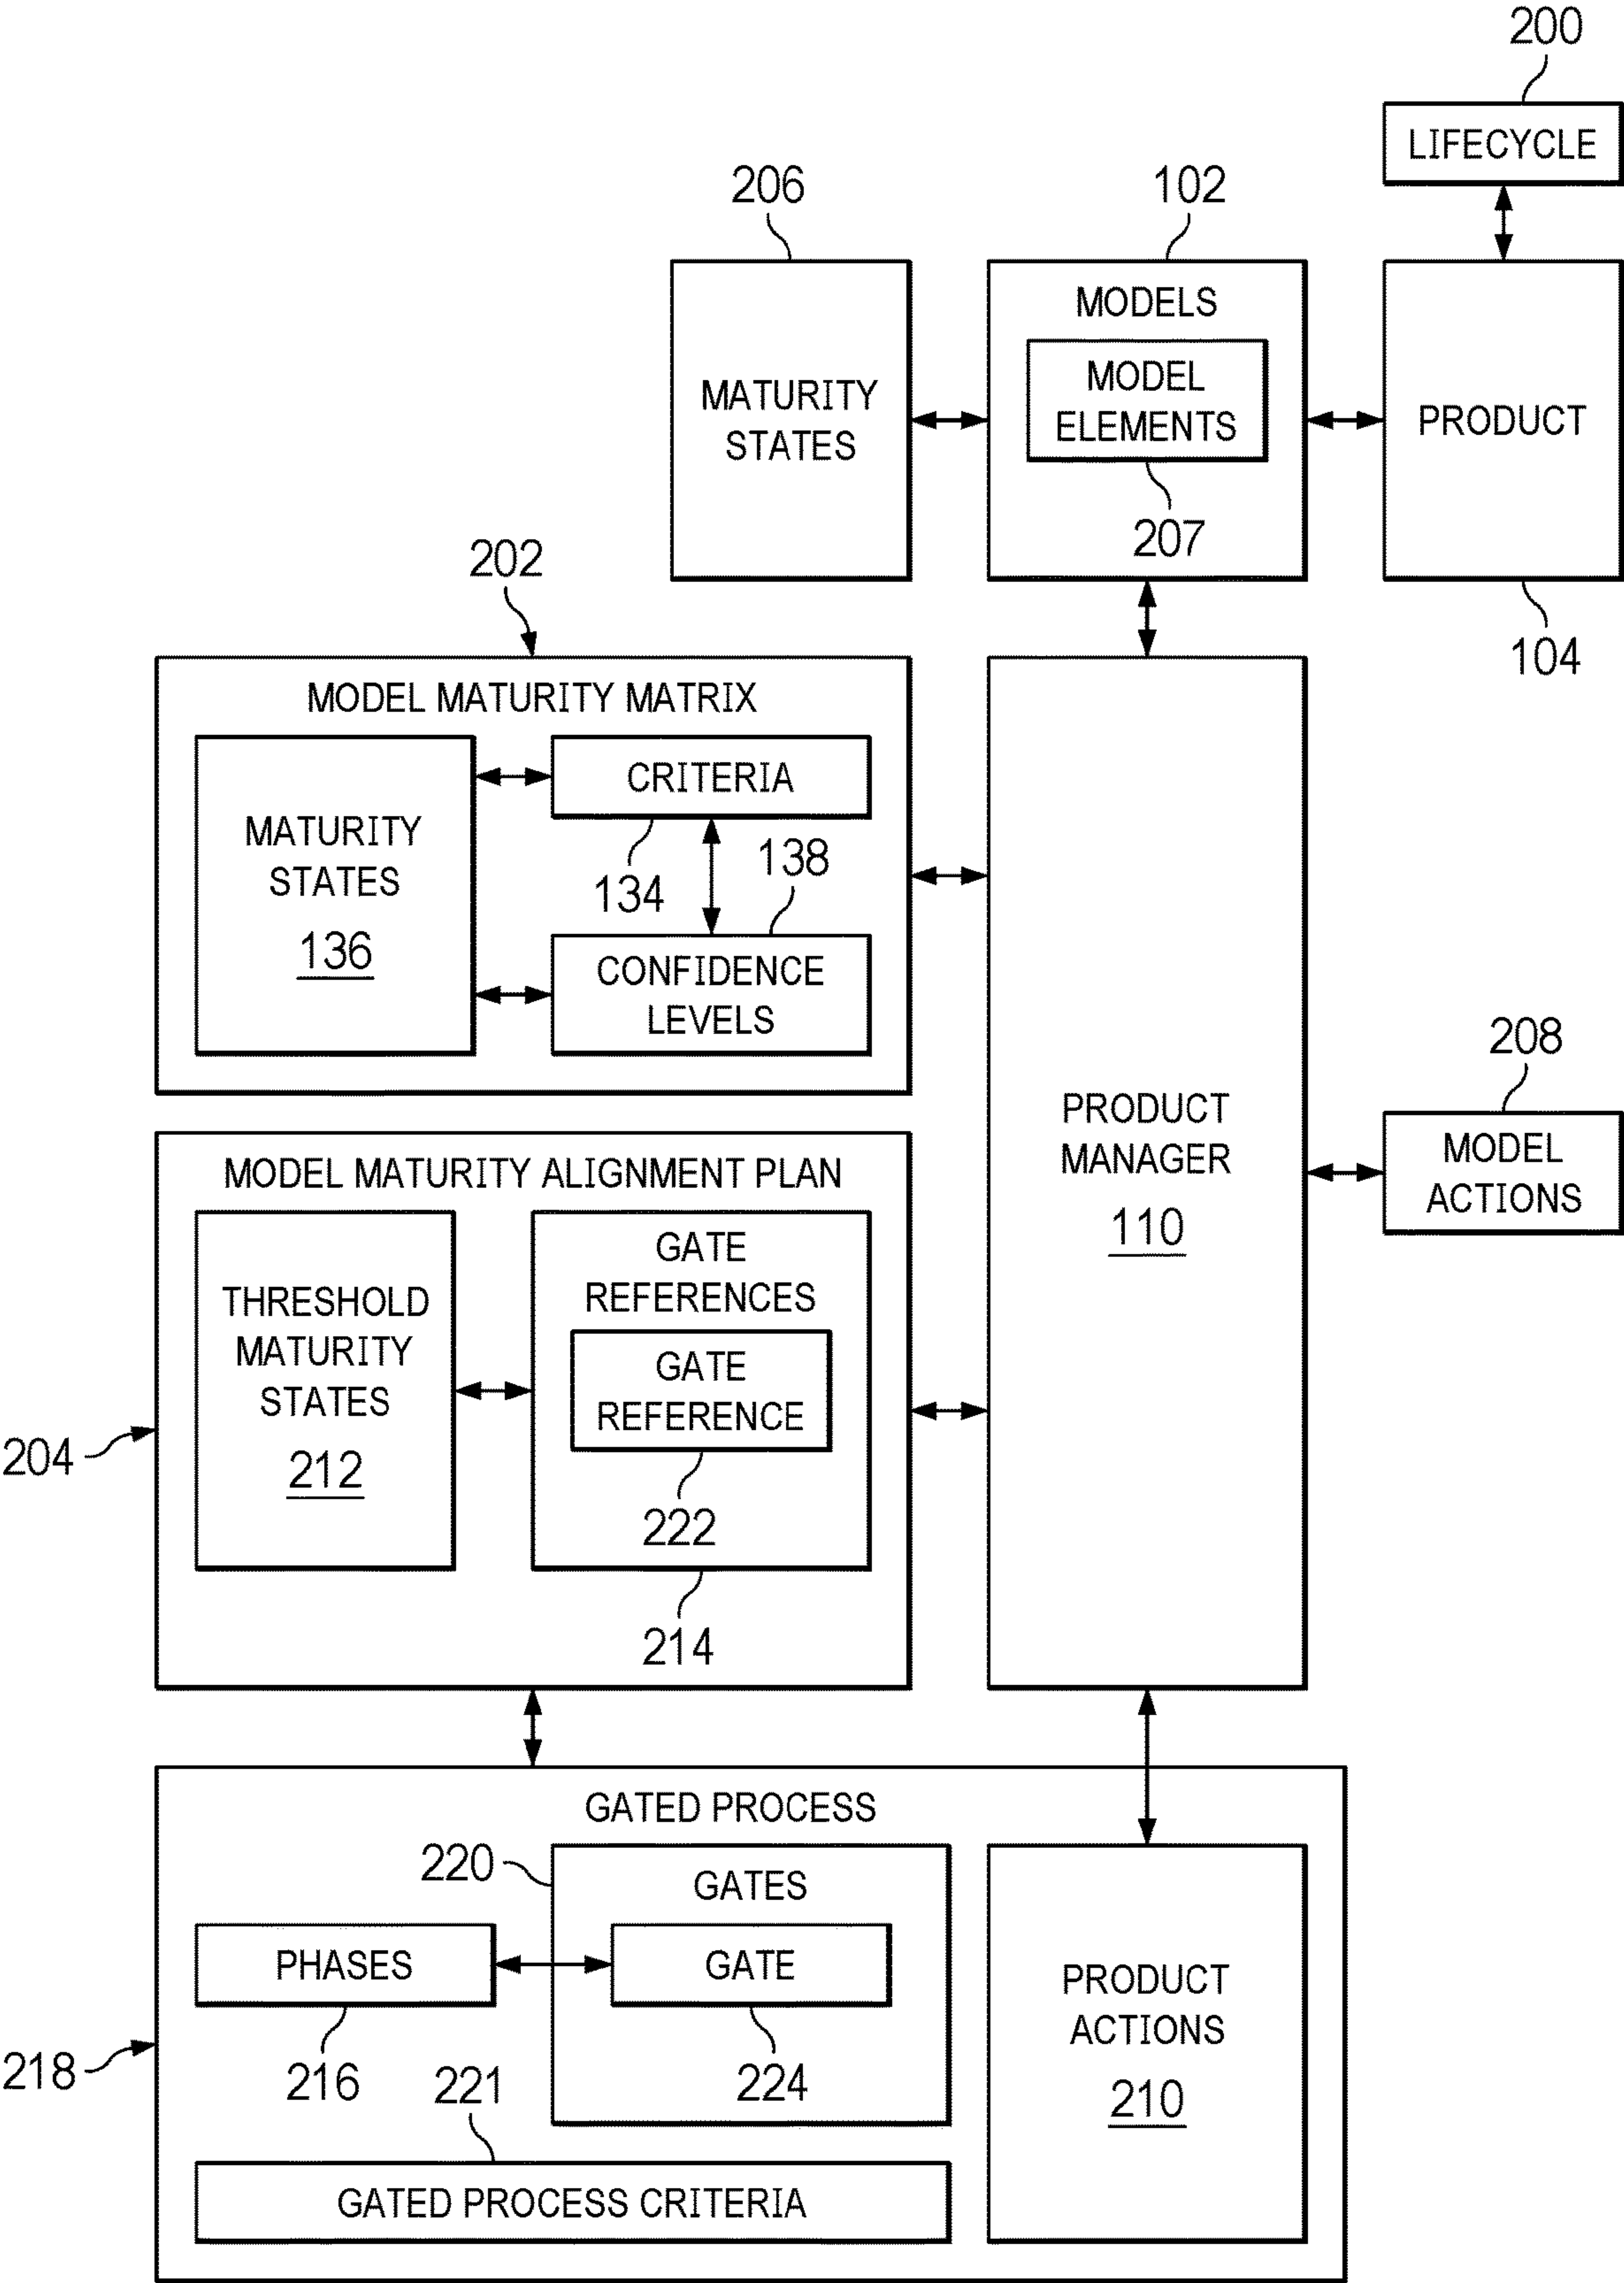 200
LIFECYCLE
206
102
MATURITY
STATES
MODELS
MODEL
ELEMENTS
207
PRODUCT
104
202
MODEL MATURITY MATRIX
MATURITY
STATES
136
CRITERIA
134
138
CONFIDENCE
LEVELS
PRODUCT
MANAGER
110
208
MODEL
ACTIONS
MODEL MATURITY ALIGNMENT PLAN
THRESHOLD
MATURITY
STATES
212
GATE
REFERENCES
GATE
REFERENCE
222
214
204
GATED PROCESS
220
GATES
PHASES
216
GATE
224
218
221
GATED PROCESS CRITERIA
PRODUCT
ACTIONS
210